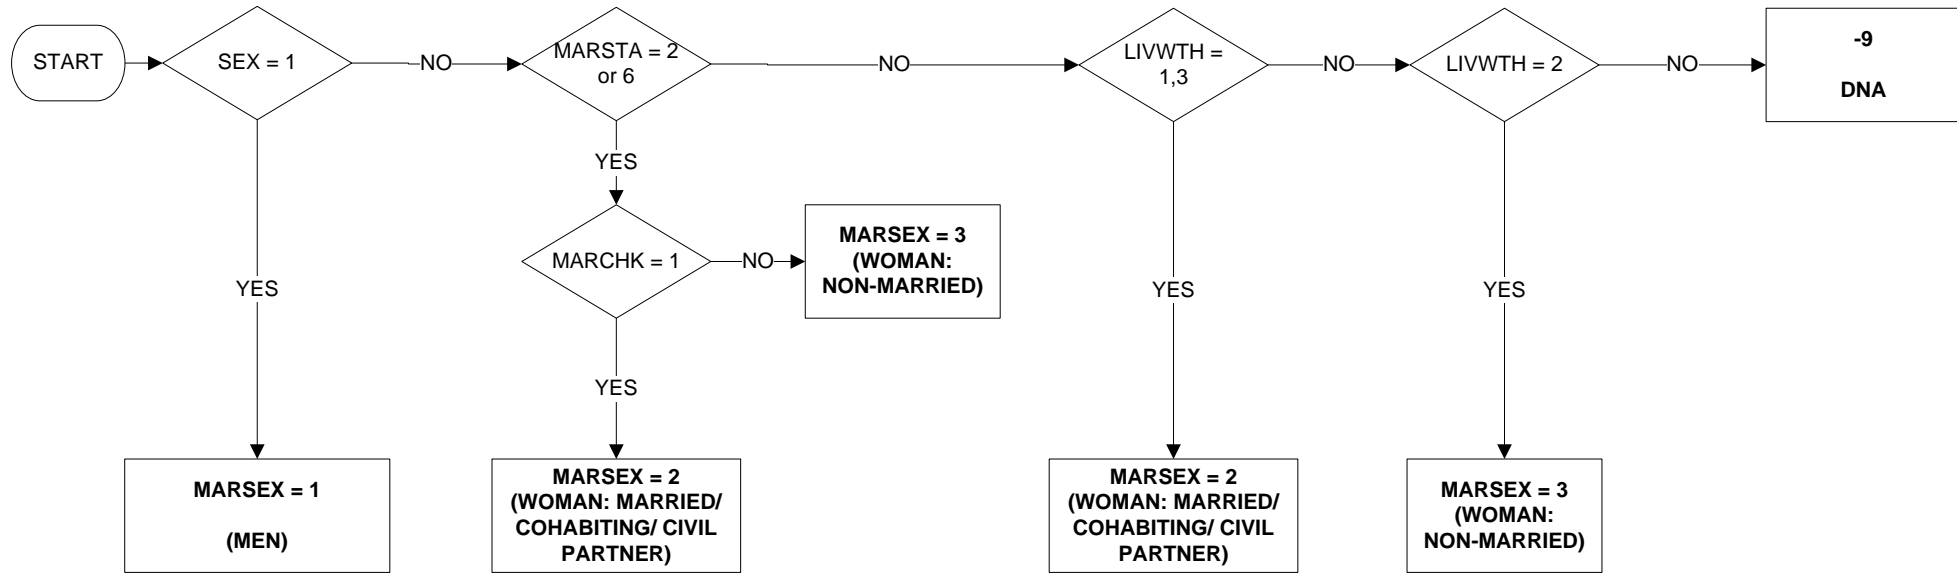 START
SEX = 1
NO
MARSTA = 2
or 6
NO
LIVWTH =
1,3
NO
LIVWTH = 2
NO
-9
DNA
YES
YES
MARCHK = 1
NO
MARSEX = 3
(WOMAN:
NON-MARRIED)
YES
YES
YES
MARSEX = 1
(MEN)
MARSEX = 2
(WOMAN: MARRIED/
COHABITING/ CIVIL
PARTNER)
MARSEX = 2
(WOMAN: MARRIED/
COHABITING/ CIVIL
PARTNER)
MARSEX = 3
(WOMAN:
NON-MARRIED)